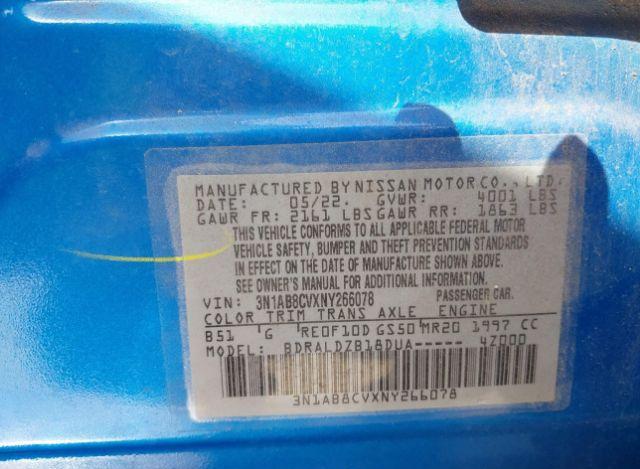 MANUFACTURED BY NISSAN MOTOR CO., LTD.
DATE: 05/22. GVWR: 4001 LBS
GAWR FR: 2161 LBS GAWR RR: 1863 LBS
THIS VEHICLE CONFORMS TO ALL APPLICABLE FEDERAL MOTOR
VEHICLE SAFETY, BUMPER AND THEFT PREVENTION STANDARDS
IN EFFECT ON THE DATE OF MANUFACTURE SHOWN ABOVE.
SEE OWNER'S MANUAL FOR ADDITIONAL INFORMATION.
VIN: 3N1AB8CVXNY266078 PASSENGER CAR.
COLOR TRIM TRANS AXLE ENGINE
B51 G RE0F10D GS50 MR20 1997 CC
MODEL: BDRALDZB18DUA----- 4Z000
3N1AB8CVXNY266078